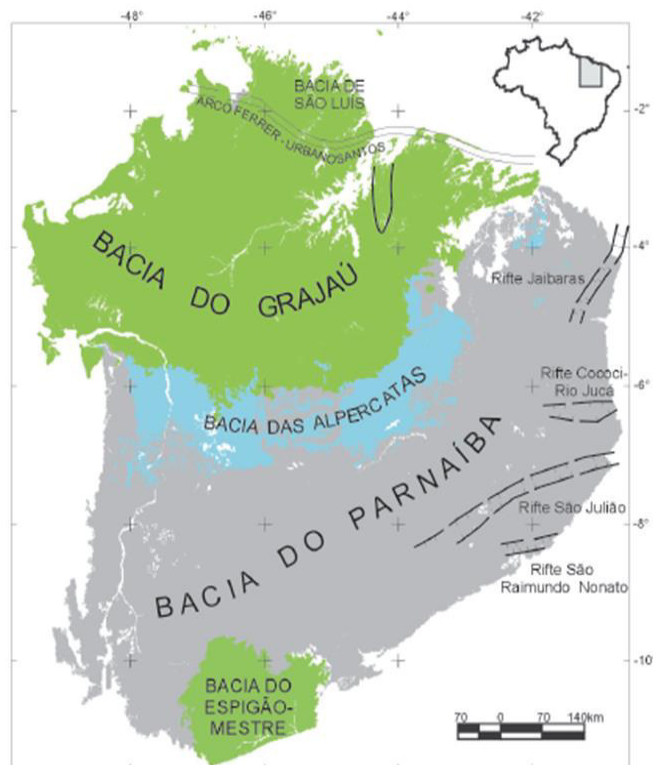 -48°
-46°
-44°
-42°
BACIA DE
SÃO LUÍS
ARCO FERRER - URBANOSANTOS
-2°
BACIA DO GRAJAÚ
-4°
Rifte Jaibaras
Rifte Cococi-
Rio Jucá
-6°
BACIA DAS ALPERCATAS
BACIA DO PARNAÍBA
Rifte São Julião
-8°
Rifte São
Raimundo Nonato
-10°
BACIA DO
ESPIGÃO-
MESTRE
70 0 70 140km